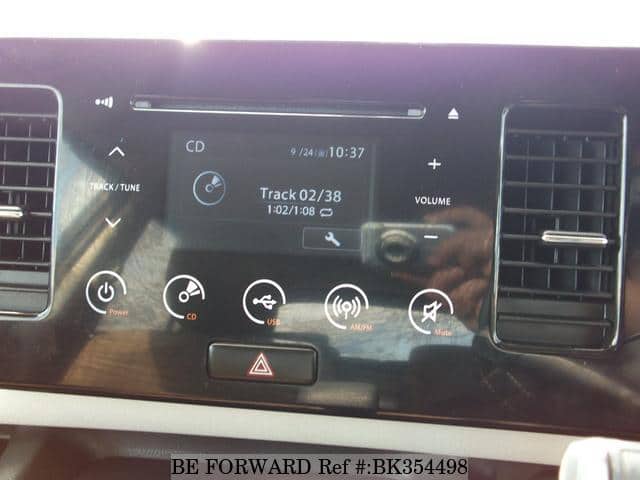 CD
9/24 10:37
TRACK / TUNE
Track 02/38
1:02/1:08
VOLUME
Power
CD
USB
AM/FM
Mute
BE FORWARD Ref #:BK354498